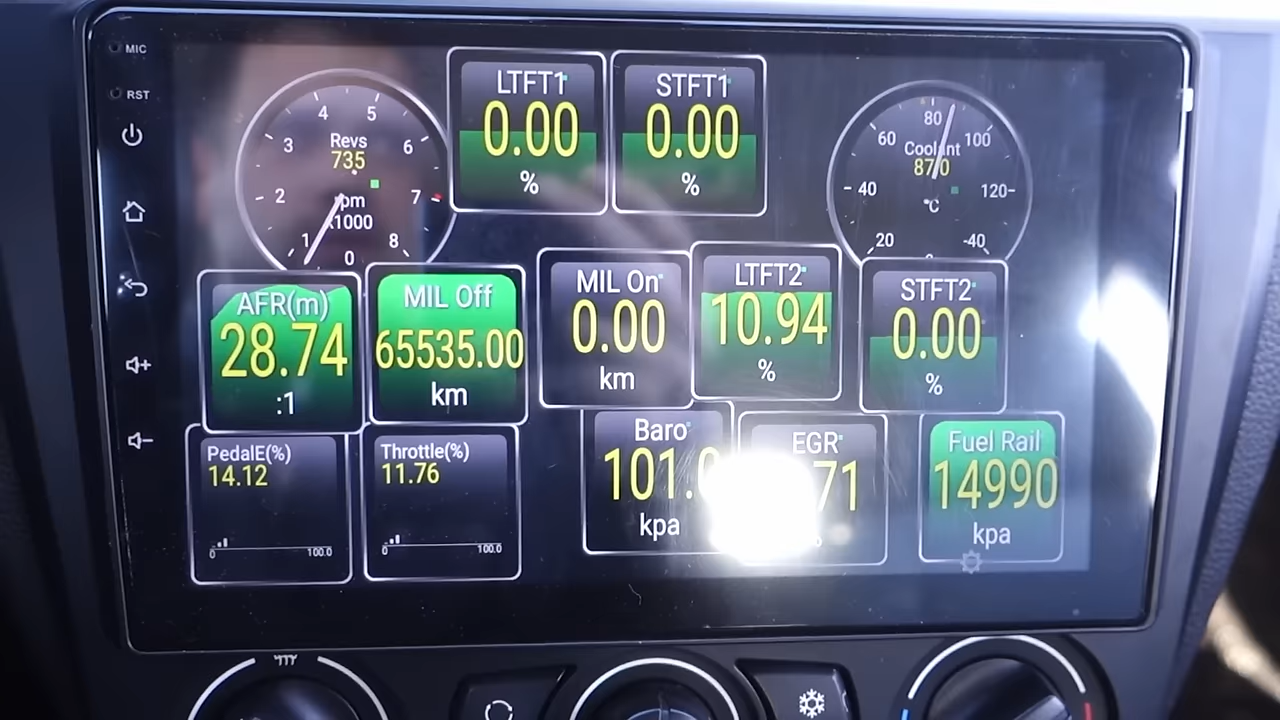 MIC
RST
4 5
3 6
Revs
735
2 7
rpm
x1000
1 8
0
LTFT1
0.00
%
STFT1
0.00
%
80
60 100
Coolant
87.0
40 120
°C
20 -40
AFR(m)
28.74
:1
MIL Off
65535.00
km
MIL On
0.00
km
LTFT2
10.94
%
STFT2
0.00
%
PedalE(%)
14.12
0 100.0
Throttle(%)
11.76
0 100.0
Baro
101.0
kpa
EGR
71
Fuel Rail
14990
kpa